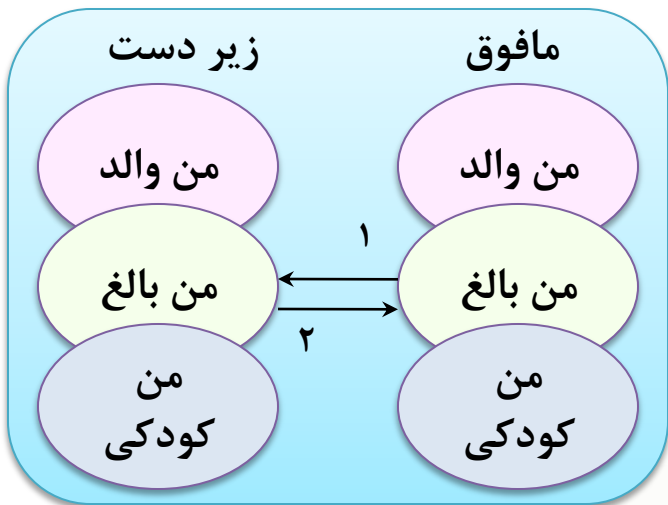 مافوق
زیر دست
من والد
من والد
۱
من بالغ
من بالغ
۲
من
کودکی
من
کودکی